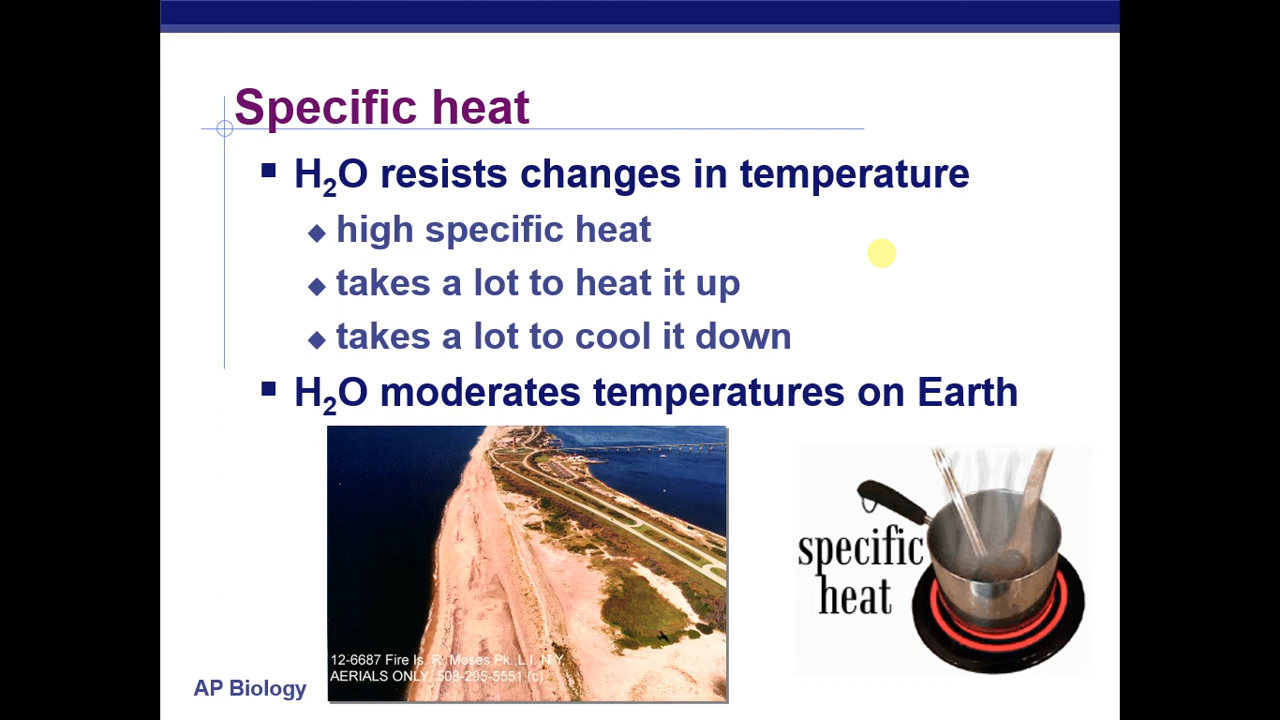 Specific heat
▪ H₂O resists changes in temperature
◆ high specific heat
◆ takes a lot to heat it up
◆ takes a lot to cool it down
▪ H₂O moderates temperatures on Earth
specific
heat
12-6687 Fire Is. R. Moses Pk.,L.I. N.Y.
AERIALS ONLY 508-295-5551 (c)
AP Biology